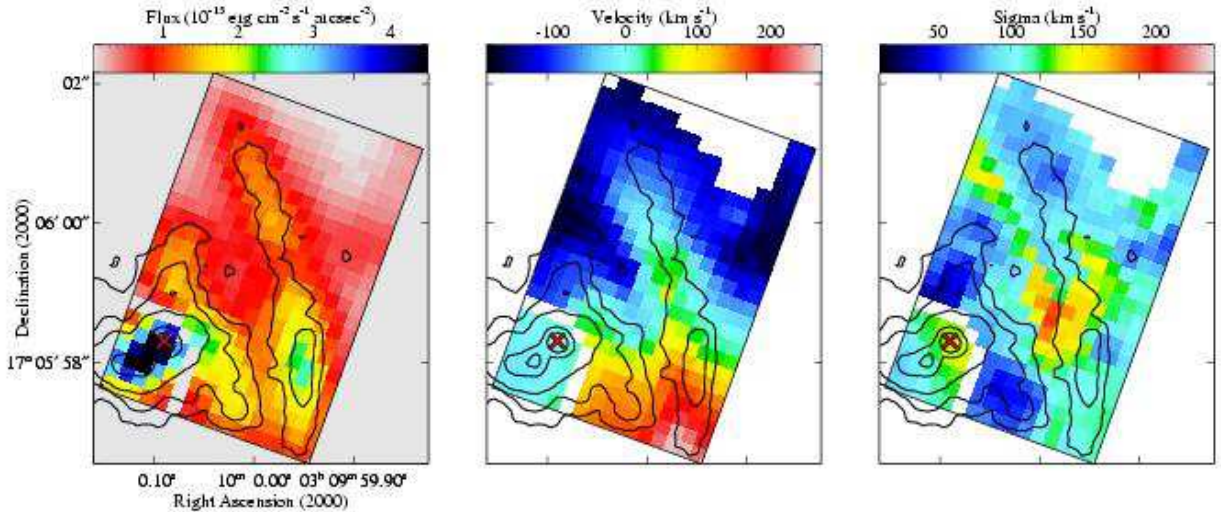 Flux (10⁻¹⁵ erg cm⁻² s⁻¹ arcsec⁻²)
Velocity (km s⁻¹)
Sigma (km s⁻¹)
1 2 3 4
-100 0 100 200
50 100 150 200
02"
06' 00"
17° 05' 58"
Declination (2000)
0.10ˢ 10ᵐ 0.00ˢ 03ʰ 09ᵐ 59.90ˢ
Right Ascension (2000)